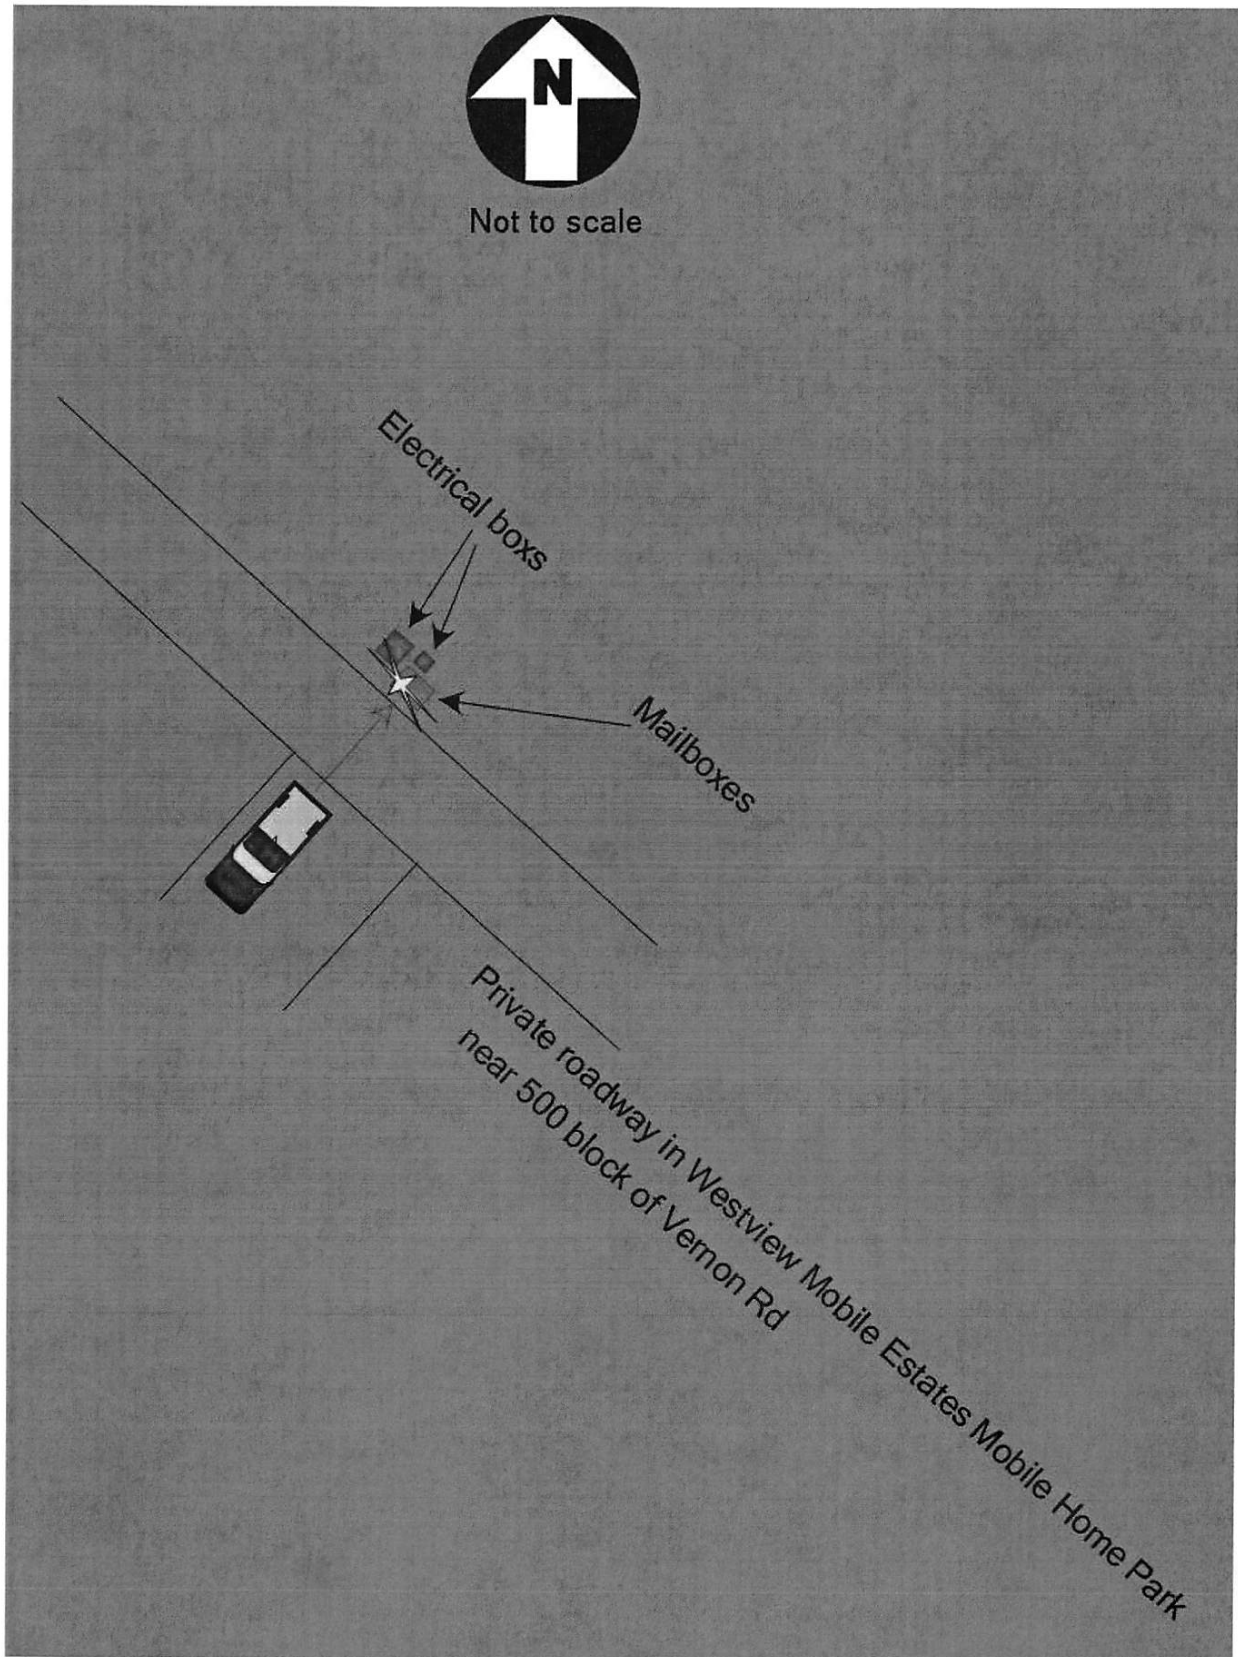 N
Not to scale
Electrical boxs
Mailboxes
Private roadway in Westview Mobile Estates Mobile Home Park
near 500 block of Vernon Rd